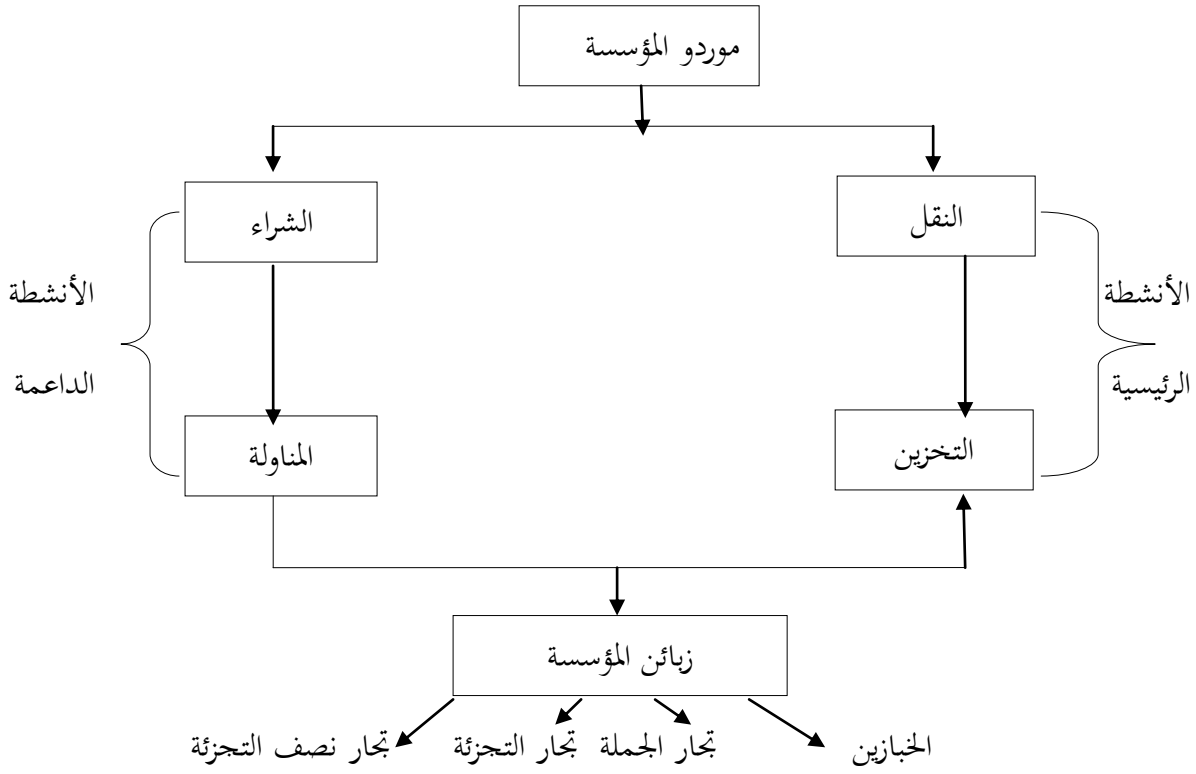 موردو المؤسسة
النقل
الشراء
الأنشطة
الرئيسية
الأنشطة
الداعمة
التخزين
المناولة
زبائن المؤسسة
الخبازين
تجار الجملة
تجار التجزئة
تجار نصف التجزئة